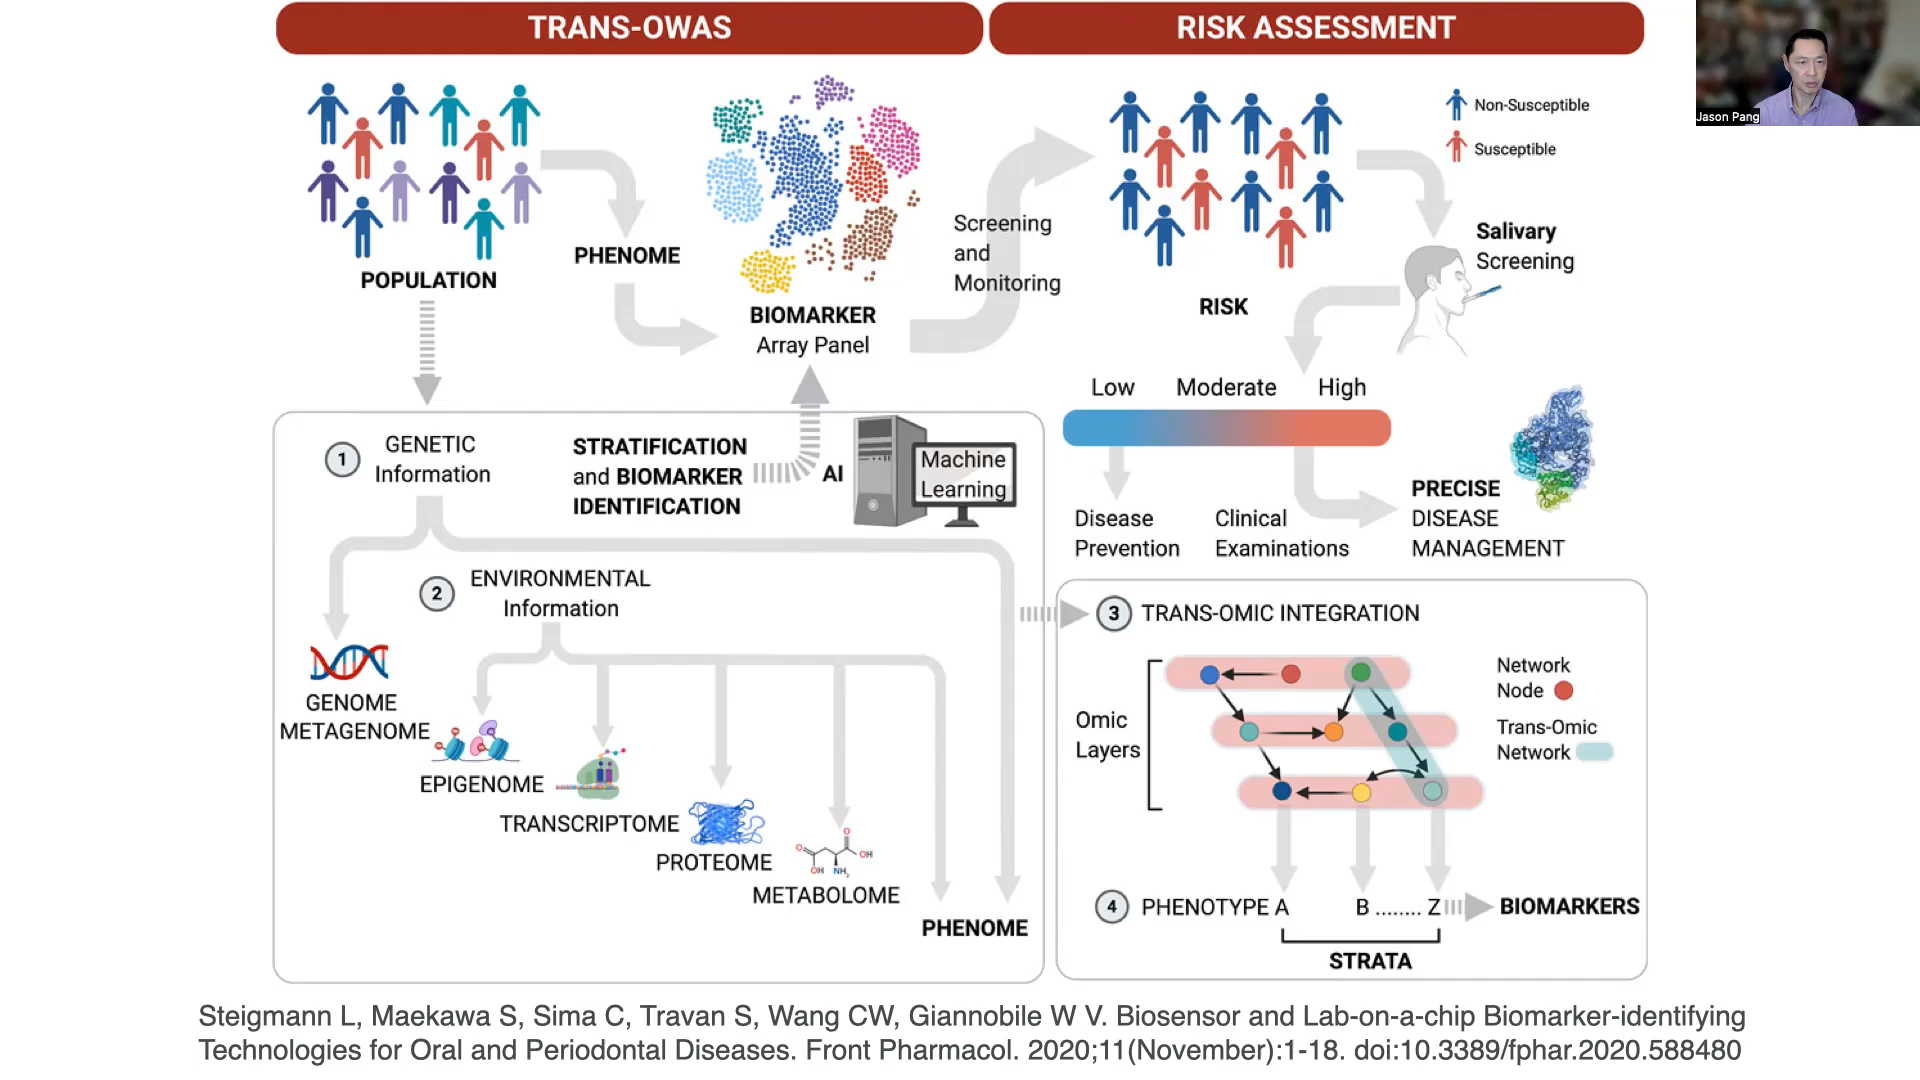 TRANS-OWAS
RISK ASSESSMENT
Jason Pang
Non-Susceptible
Susceptible
POPULATION
PHENOME
BIOMARKER
Array Panel
Screening
and
Monitoring
RISK
Salivary
Screening
Low Moderate High
Disease
Prevention
Clinical
Examinations
PRECISE
DISEASE
MANAGEMENT
1
GENETIC
Information
STRATIFICATION
and BIOMARKER
IDENTIFICATION
AI
Machine
Learning
2
ENVIRONMENTAL
Information
GENOME
METAGENOME
EPIGENOME
TRANSCRIPTOME
PROTEOME
O
O
OH
OH NH2
METABOLOME
PHENOME
3 TRANS-OMIC INTEGRATION
Omic
Layers
Network
Node
Trans-Omic
Network
4 PHENOTYPE A B ........ Z BIOMARKERS
STRATA
Steigmann L, Maekawa S, Sima C, Travan S, Wang CW, Giannobile W V. Biosensor and Lab-on-a-chip Biomarker-identifying
Technologies for Oral and Periodontal Diseases. Front Pharmacol. 2020;11(November):1-18. doi:10.3389/fphar.2020.588480